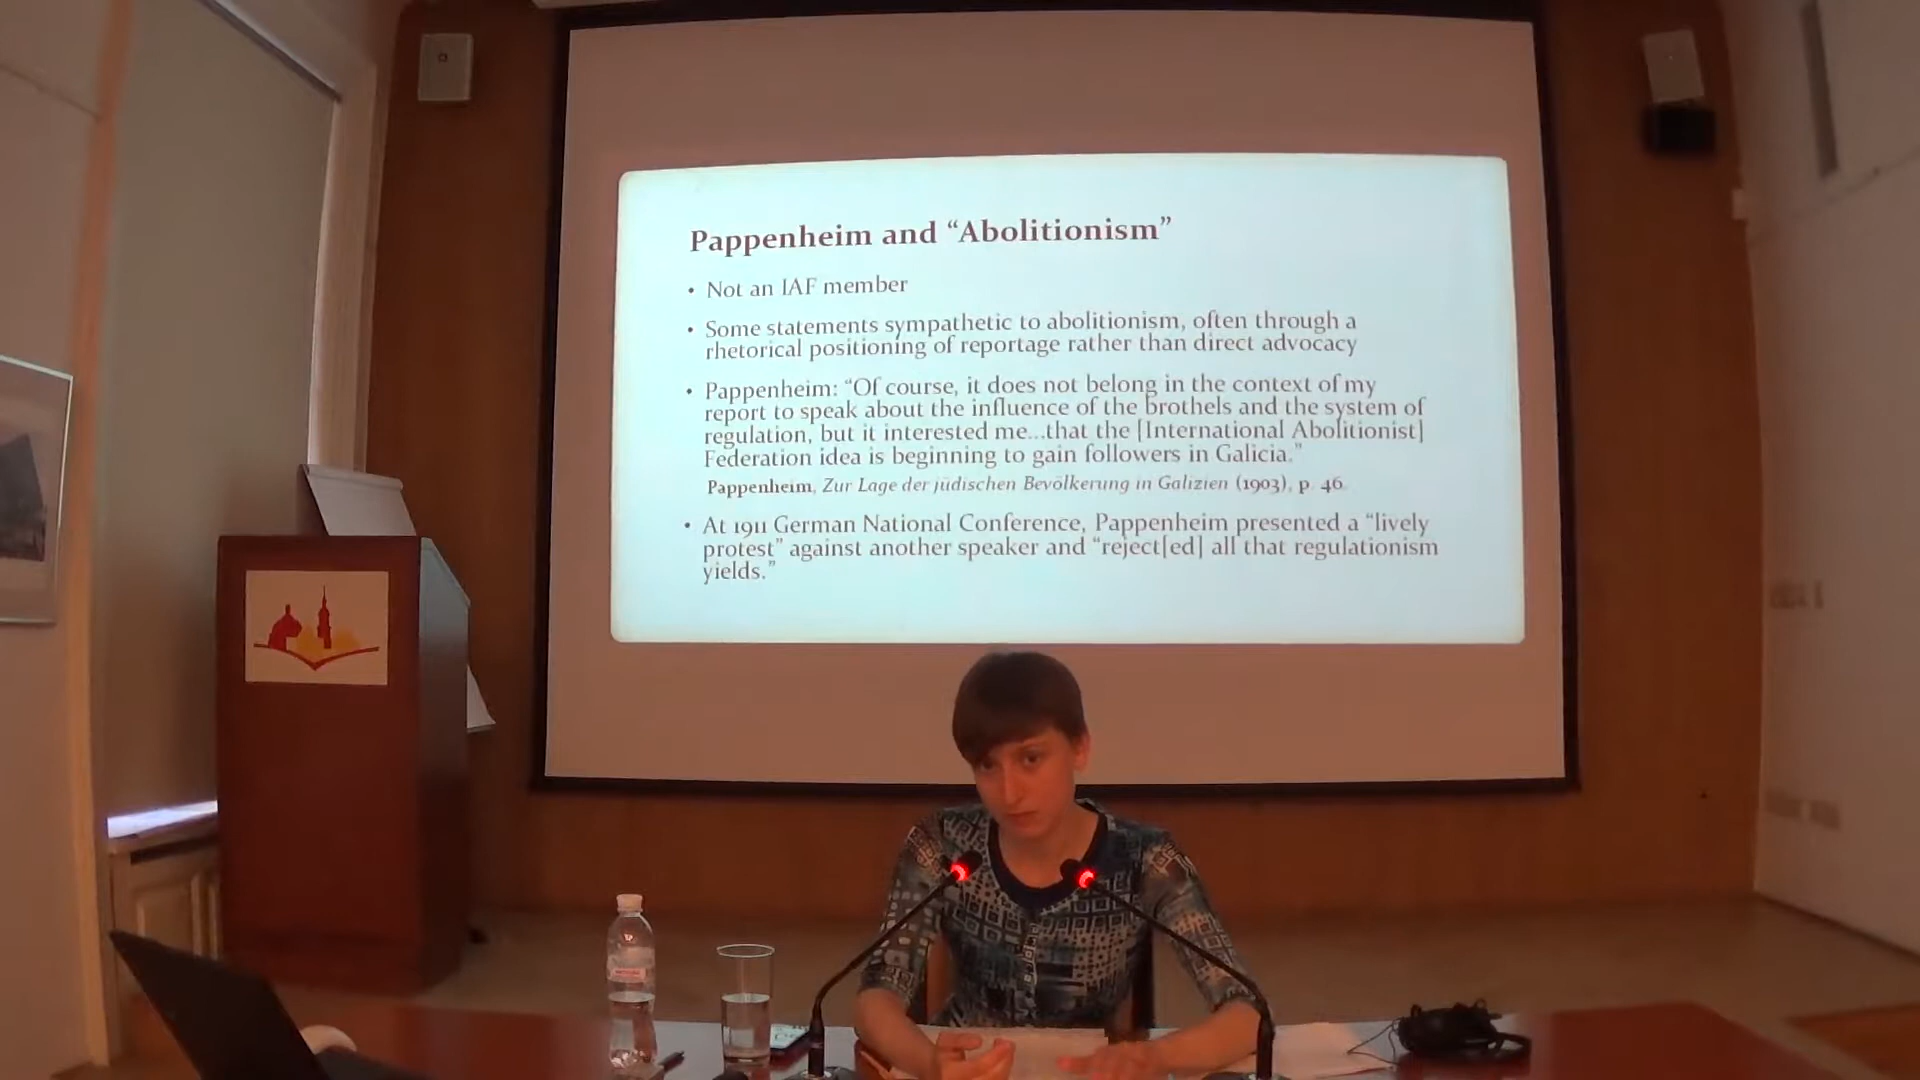 Pappenheim and “Abolitionism”
• Not an IAF member
• Some statements sympathetic to abolitionism, often through a
rhetorical positioning of reportage rather than direct advocacy
• Pappenheim: “Of course, it does not belong in the context of my
report to speak about the influence of the brothels and the system of
regulation, but it interested me...that the [International Abolitionist]
Federation idea is beginning to gain followers in Galicia.”
Pappenheim, Zur Lage der jüdischen Bevölkerung in Galizien (1903), p. 46.
• At 1911 German National Conference, Pappenheim presented a “lively
protest” against another speaker and “reject[ed] all that regulationism
yields.”